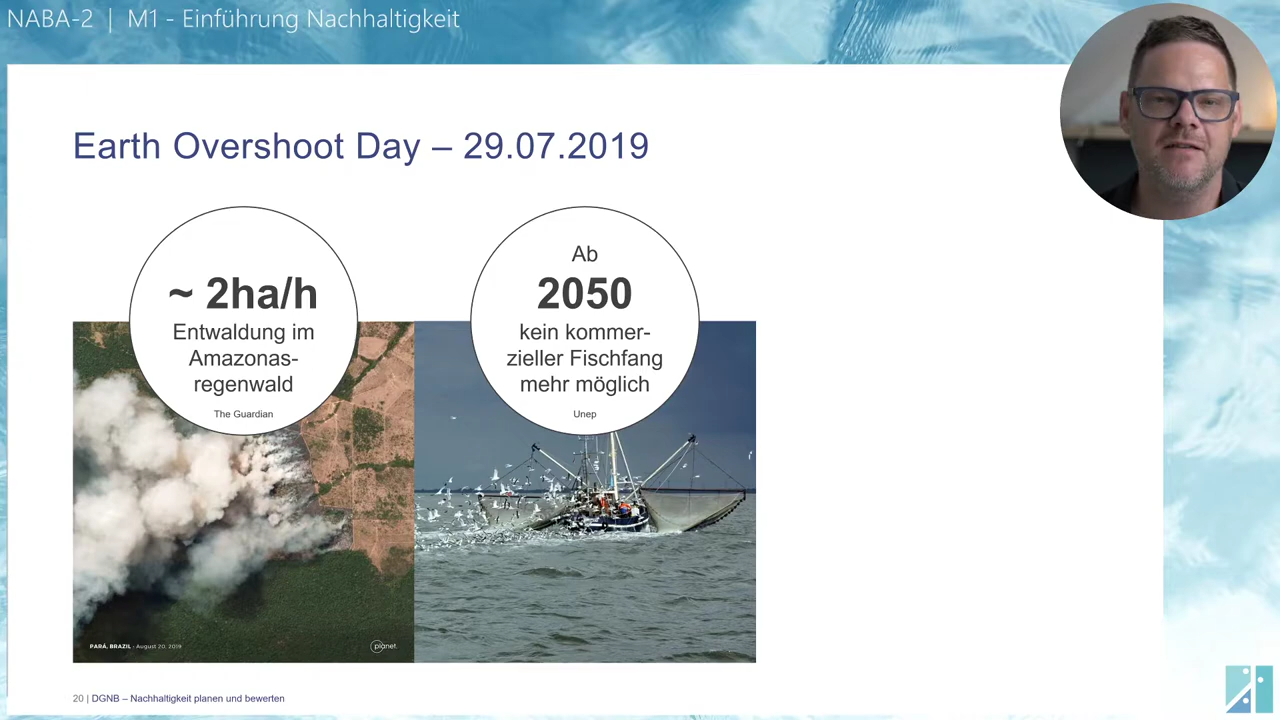 NABA-2 | M1 - Einführung Nachhaltigkeit
Earth Overshoot Day – 29.07.2019
~ 2ha/h
Entwaldung im
Amazonas-
regenwald
The Guardian
Ab
2050
kein kommer-
zieller Fischfang
mehr möglich
Unep
PARÁ, BRAZIL - August 20, 2019
planet.
20 | DGNB – Nachhaltigkeit planen und bewerten